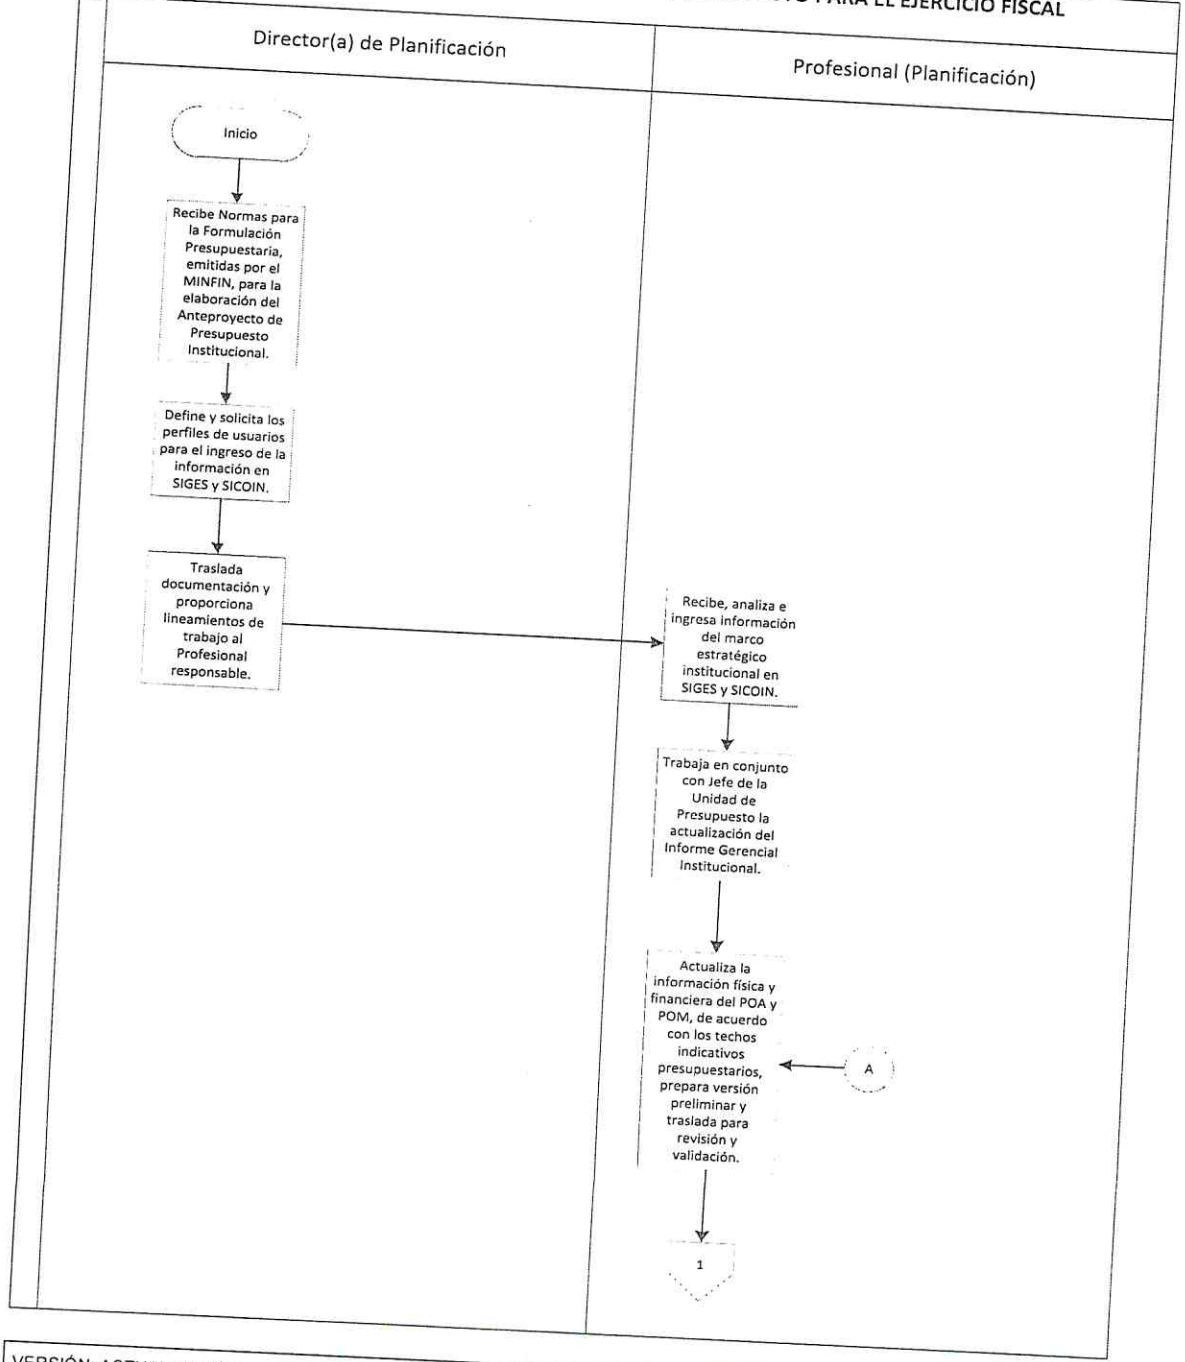 PARA EL EJERCICIO FISCAL
Director(a) de Planificación
Profesional (Planificación)
Inicio
Recibe Normas para
la Formulación
Presupuestaria,
emitidas por el
MINFIN, para la
elaboración del
Anteproyecto de
Presupuesto
Institucional.
Define y solicita los
perfiles de usuarios
para el ingreso de la
información en
SIGES y SICOIN.
Traslada
documentación y
proporciona
lineamientos de
trabajo al
Profesional
responsable.
Recibe, analiza e
ingresa información
del marco
estratégico
institucional en
SIGES y SICOIN.
Trabaja en conjunto
con Jefe de la
Unidad de
Presupuesto la
actualización del
Informe Gerencial
Institucional.
Actualiza la
información física y
financiera del POA y
POM, de acuerdo
con los techos
indicativos
presupuestarios,
prepara versión
preliminar y
traslada para
revisión y
validación.
A
1